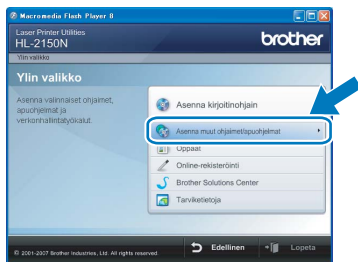 Macromedia Flash Player 8
Laser Printer Utilities
HL-2150N
brother
Ylin valikko
Ylin valikko
Asenna valinnaiset ohjaimet,
apuohjelmat ja
verkonhallintatyökalut.
Asenna kirjoitinohjain
Asenna muut ohjaimet/apuohjelmat
Oppaat
Online-rekisteröinti
Brother Solutions Center
Tarviketietoja
© 2001-2007 Brother Industries, Ltd. All rights reserved.
Edellinen
Lopeta